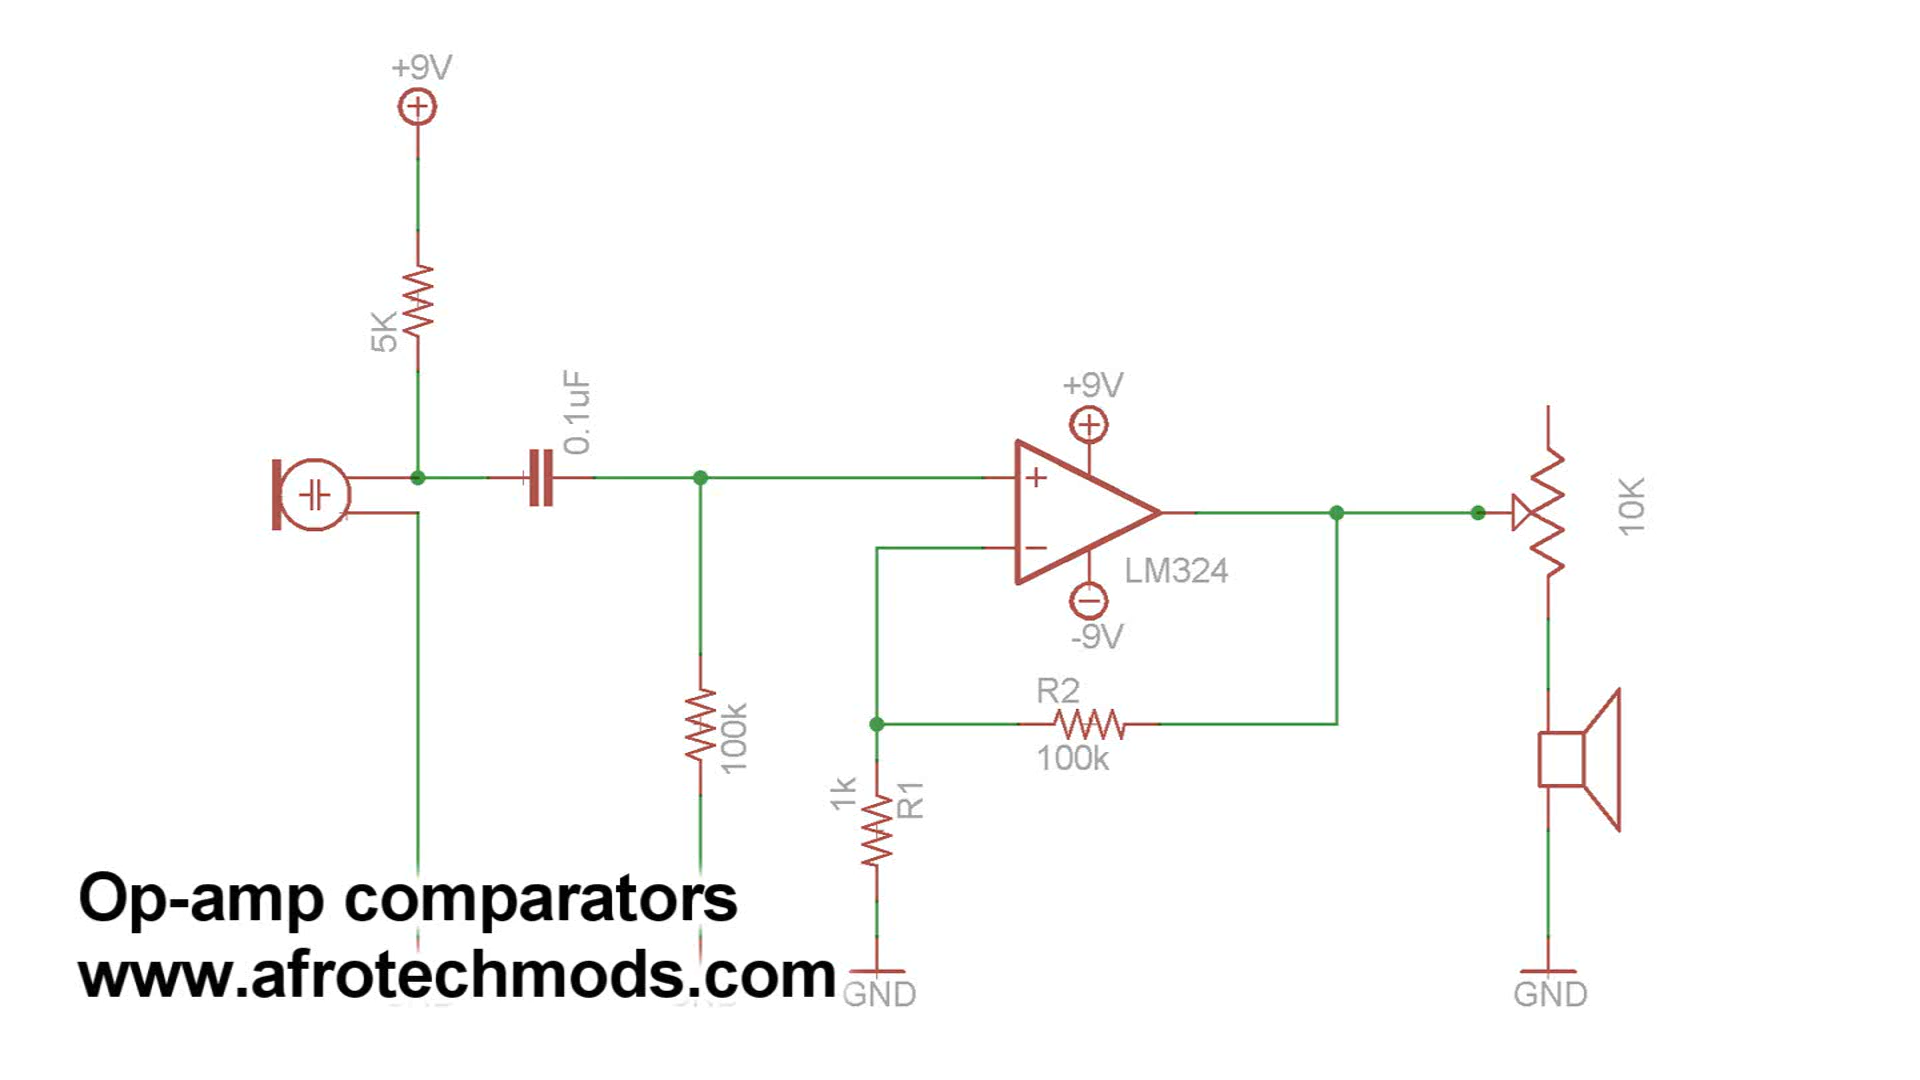 +9V
5K
0.1uF
+9V
10K
LM324
-9V
R2
100k
100k
1k
R1
Op-amp comparators
www.afrotechmods.com
GND
GND